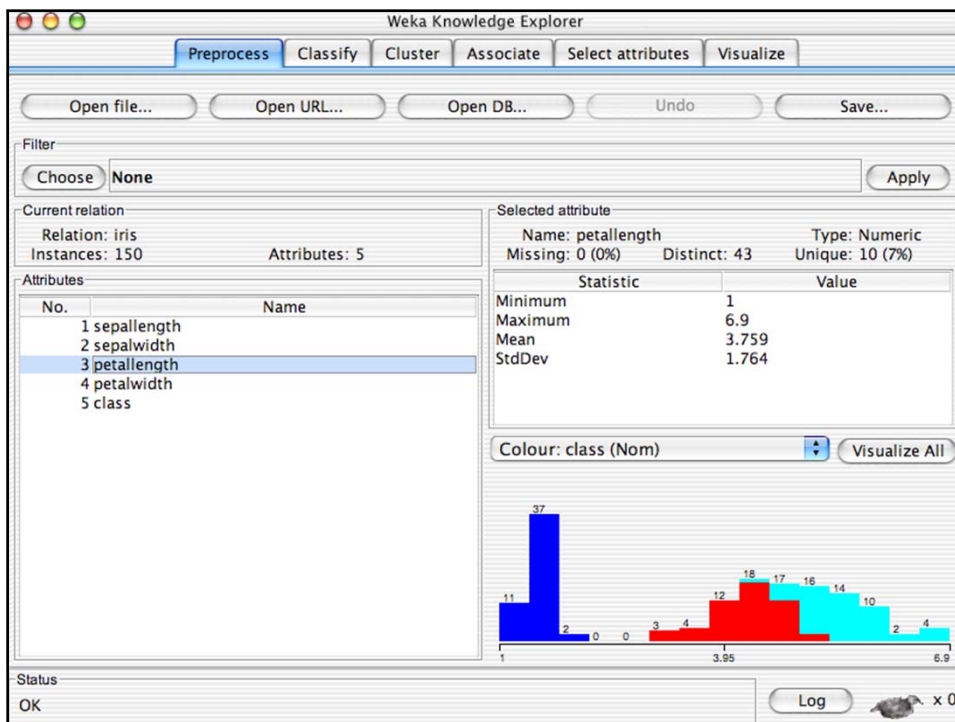 Weka Knowledge Explorer
Preprocess Classify Cluster Associate Select attributes Visualize
Open file... Open URL... Open DB... Undo Save...
Filter
Choose None Apply
Current relation
Relation: iris
Instances: 150 Attributes: 5
Attributes
No. Name
1 sepallength
2 sepalwidth
3 petallength
4 petalwidth
5 class
Selected attribute
Name: petallength Type: Numeric
Missing: 0 (0%) Distinct: 43 Unique: 10 (7%)
Statistic Value
Minimum 1
Maximum 6.9
Mean 3.759
StdDev 1.764
Colour: class (Nom) Visualize All
11 37 2 0 0 3 4 12 18 17 16 14 10 2 4
1 3.95 6.9
Status
OK Log x 0